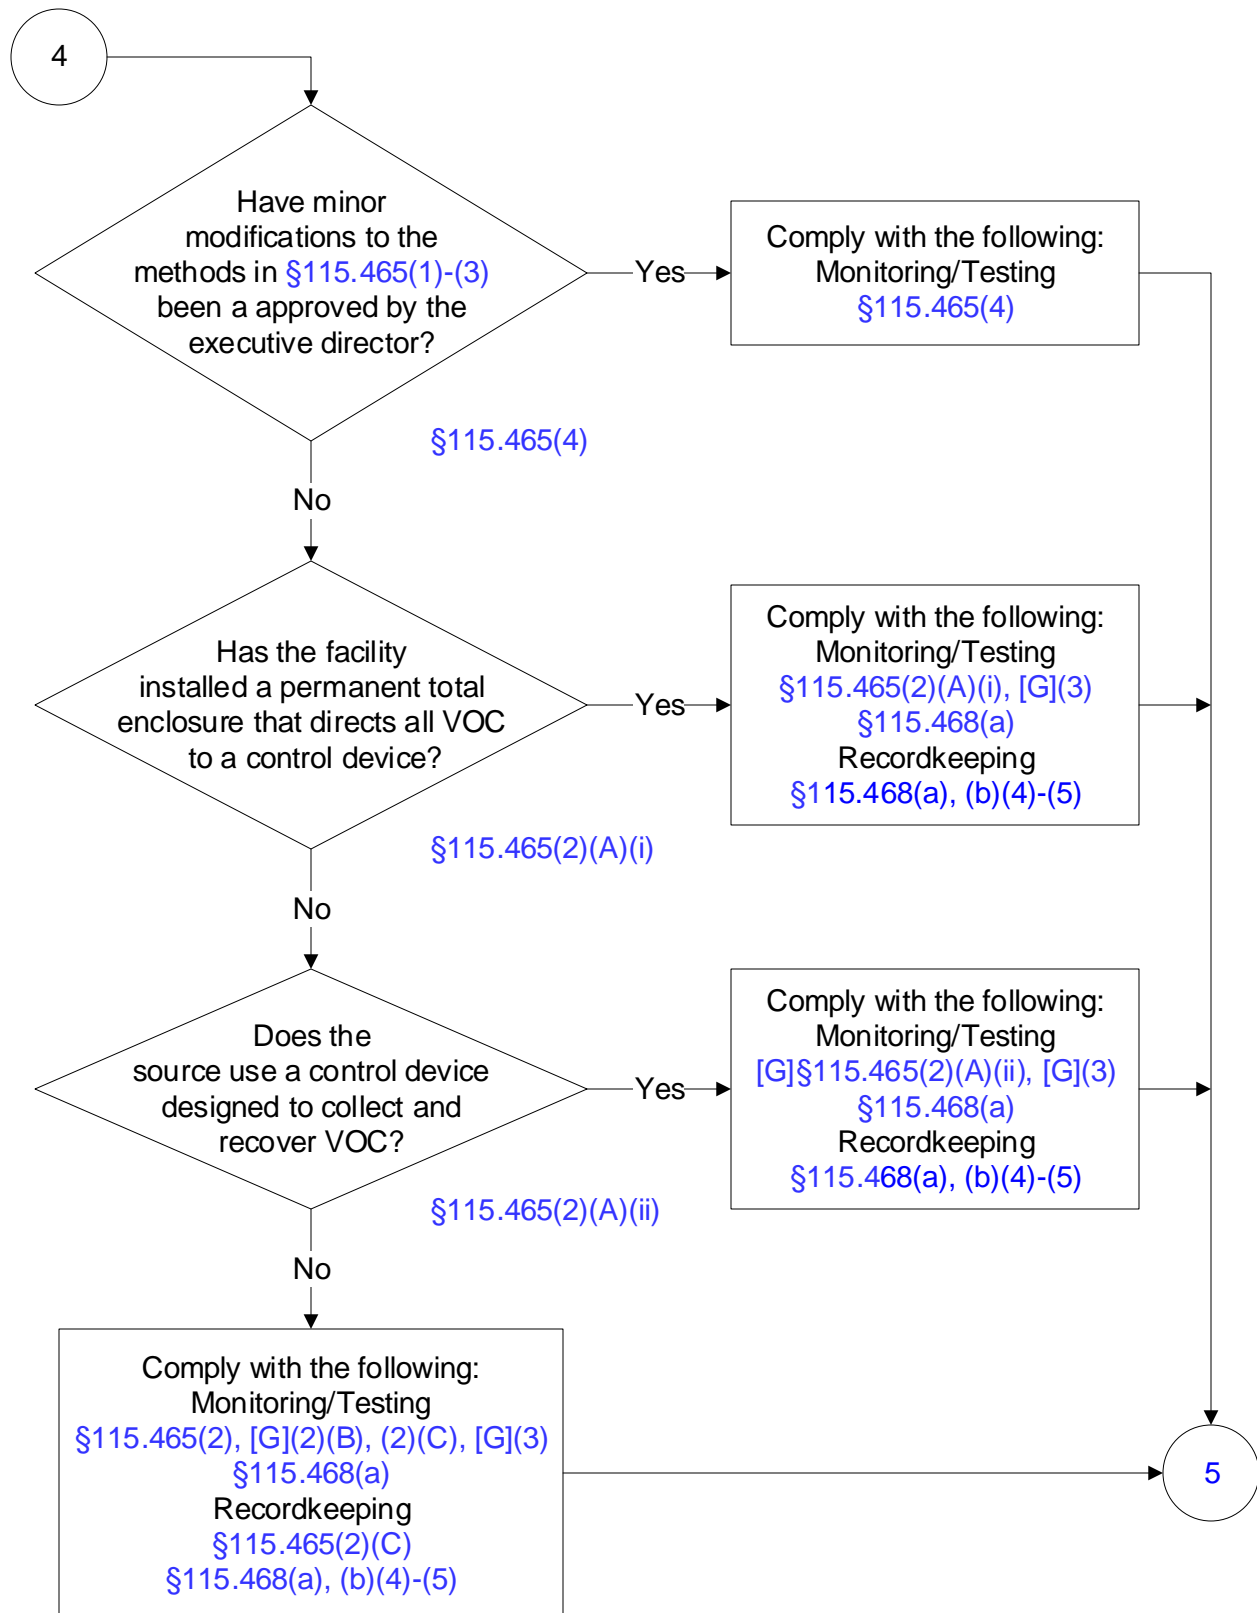 4
Have minor
modifications to the
methods in §115.465(1)-(3)
been a approved by the
executive director?
Yes
Comply with the following:
Monitoring/Testing
§115.465(4)
§115.465(4)
No
Has the facility
installed a permanent total
enclosure that directs all VOC
to a control device?
Yes
Comply with the following:
Monitoring/Testing
§115.465(2)(A)(i), [G](3)
§115.468(a)
Recordkeeping
§115.468(a), (b)(4)-(5)
§115.465(2)(A)(i)
No
Does the
source use a control device
designed to collect and
recover VOC?
Yes
Comply with the following:
Monitoring/Testing
[G]§115.465(2)(A)(ii), [G](3)
§115.468(a)
Recordkeeping
§115.468(a), (b)(4)-(5)
§115.465(2)(A)(ii)
No
Comply with the following:
Monitoring/Testing
§115.465(2), [G](2)(B), (2)(C), [G](3)
§115.468(a)
Recordkeeping
§115.465(2)(C)
§115.468(a), (b)(4)-(5)
5